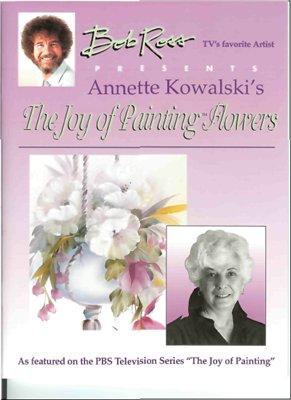 Bob Ross
TV's favorite Artist
PRESENTS
Annette Kowalski's
The Joy of Painting™ Flowers
As featured on the PBS Television Series "The Joy of Painting"